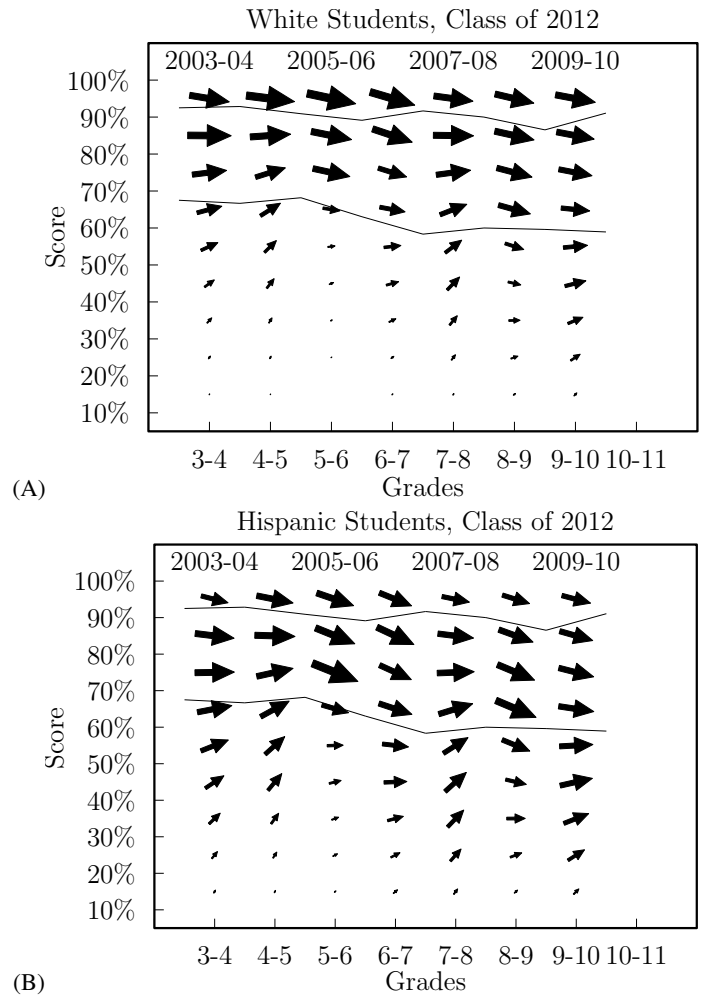 White Students, Class of 2012
2003-04 2005-06 2007-08 2009-10
100%
90%
80%
70%
60%
50%
40%
30%
20%
10%
Score
3-4 4-5 5-6 6-7 7-8 8-9 9-10 10-11
Grades
(A)
Hispanic Students, Class of 2012
2003-04 2005-06 2007-08 2009-10
100%
90%
80%
70%
60%
50%
40%
30%
20%
10%
Score
3-4 4-5 5-6 6-7 7-8 8-9 9-10 10-11
Grades
(B)